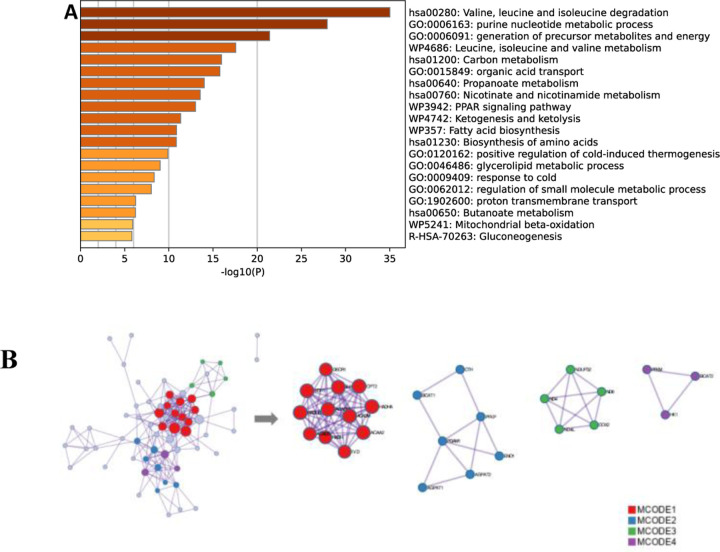 A
hsa00280: Valine, leucine and isoleucine degradation
GO:0006163: purine nucleotide metabolic process
GO:0006091: generation of precursor metabolites and energy
WP4686: Leucine, isoleucine and valine metabolism
hsa01200: Carbon metabolism
GO:0015849: organic acid transport
hsa00640: Propanoate metabolism
hsa00760: Nicotinate and nicotinamide metabolism
WP3942: PPAR signaling pathway
WP4742: Ketogenesis and ketolysis
WP357: Fatty acid biosynthesis
hsa01230: Biosynthesis of amino acids
GO:0120162: positive regulation of cold-induced thermogenesis
GO:0046486: glycerolipid metabolic process
GO:0009409: response to cold
GO:0062012: regulation of small molecule metabolic process
GO:1902600: proton transmembrane transport
hsa00650: Butanoate metabolism
WP5241: Mitochondrial beta-oxidation
R-HSA-70263: Gluconeogenesis
0 5 10 15 20 25 30 35
-log10(P)
B
HADHA
ACAA2
AGPAT2
AGPAT1
BCAT2
MCODE1
MCODE2
MCODE3
MCODE4